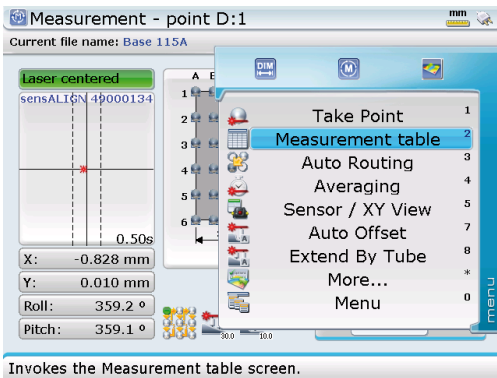 Measurement - point D:1
mm
Current file name: Base 115A
Laser centered
sensALIGN 49000134
0.50s
X: -0.828 mm
Y: 0.010 mm
Roll: 359.2 º
Pitch: 359.1 º
A
1
2
3
4
5
6
30.0 10.0
DIM
M
Take Point 1
Measurement table 2
Auto Routing 3
Averaging 4
Sensor / XY View 5
Auto Offset 7
Extend By Tube 8
More... *
Menu 0
menu
Invokes the Measurement table screen.